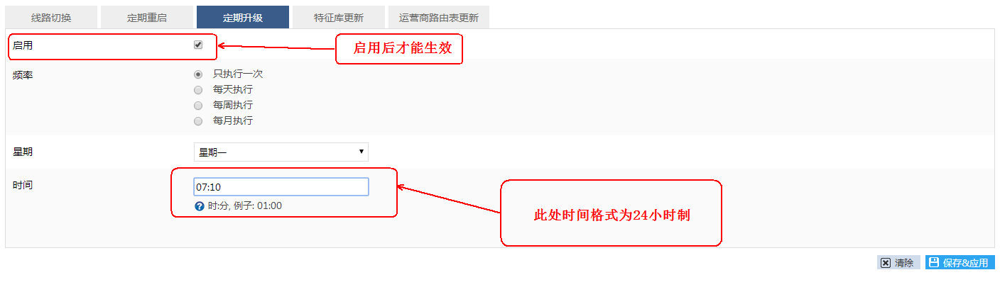 线路切换 定期重启 定期升级 特征库更新 运营商路由表更新
启用
启用后才能生效
频率
只执行一次
每天执行
每周执行
每月执行
星期
星期一
时间
07:10
时:分, 例子: 01:00
此处时间格式为24小时制
清除 保存&应用